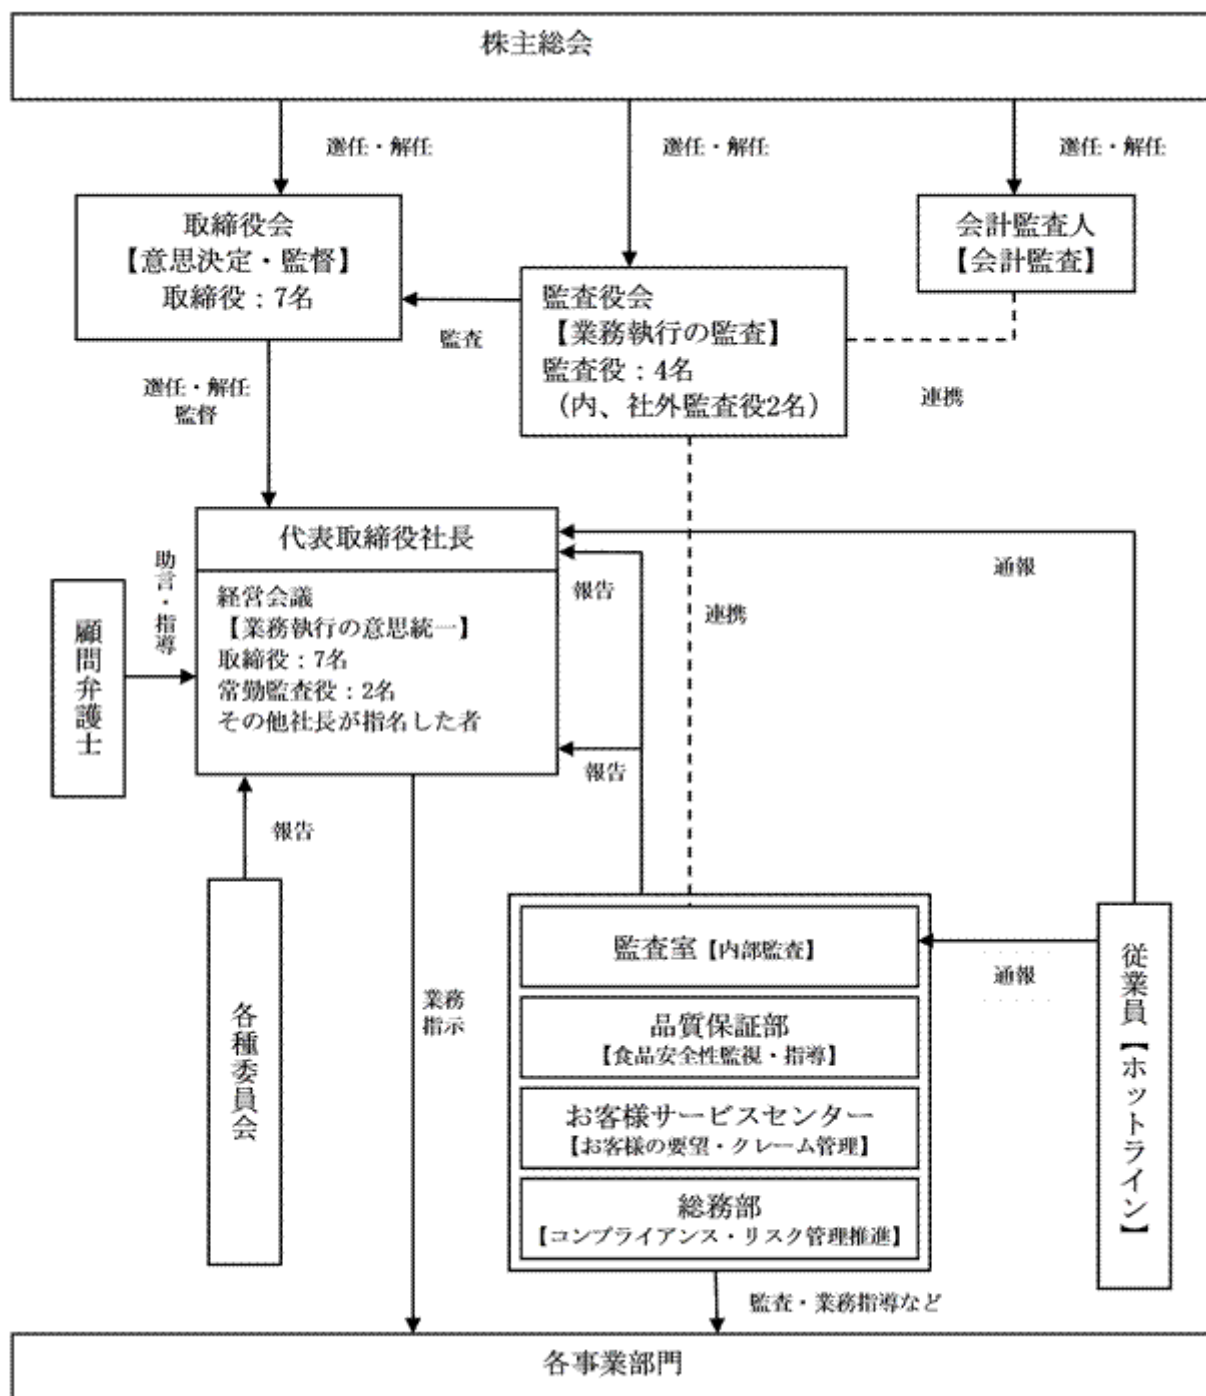 株主総会
選任・解任
選任・解任
選任・解任
取締役会
【意思決定・監督】
取締役：7名
会計監査人
【会計監査】
監査役会
【業務執行の監査】
監査役：4名
（内、社外監査役2名）
監査
連携
選任・解任
監督
代表取締役社長
経営会議
【業務執行の意思統一】
取締役：7名
常勤監査役：2名
その他社長が指名した者
助言・指導
顧問弁護士
報告
連携
通報
報告
報告
各種委員会
業務
指示
監査室【内部監査】
品質保証部
【食品安全性監視・指導】
お客様サービスセンター
【お客様の要望・クレーム管理】
総務部
【コンプライアンス・リスク管理推進】
通報
従業員【ホットライン】
監査・業務指導など
各事業部門